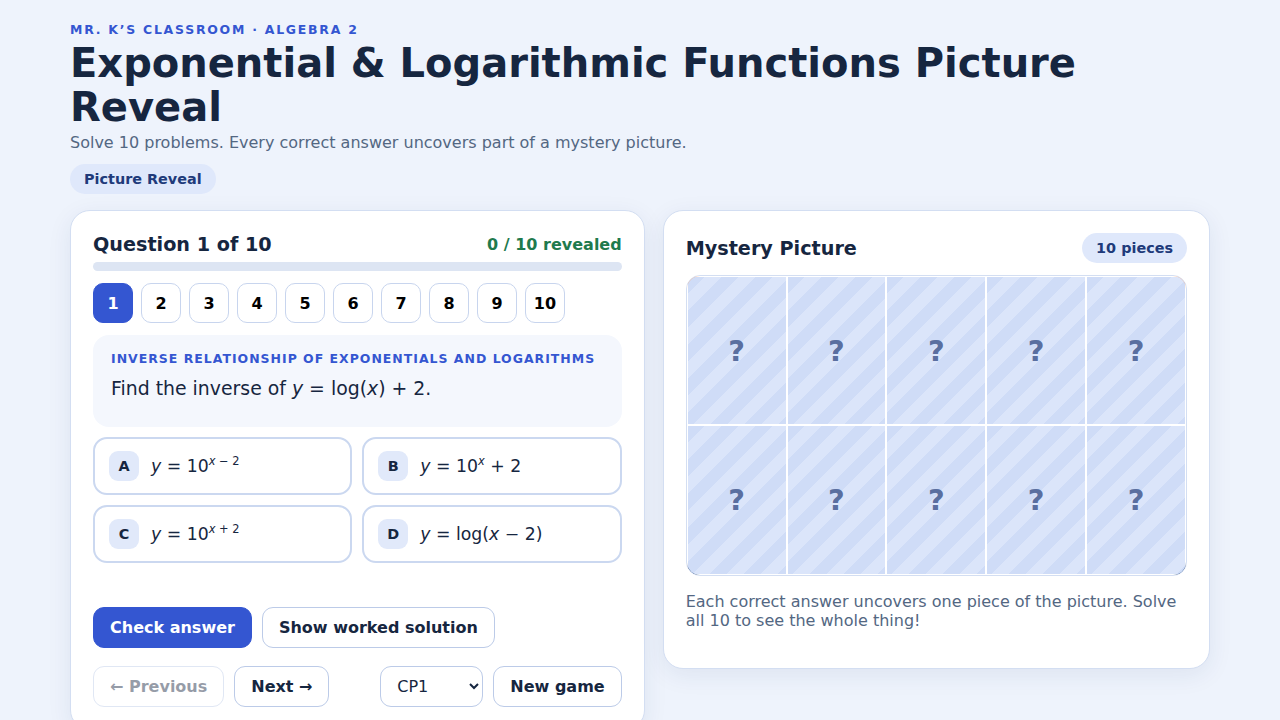 MR. K’S CLASSROOM · ALGEBRA 2
Exponential & Logarithmic Functions Picture
Reveal
Solve 10 problems. Every correct answer uncovers part of a mystery picture.
Picture Reveal
Question 1 of 10
0 / 10 revealed
1 2 3 4 5 6 7 8 9 10
INVERSE RELATIONSHIP OF EXPONENTIALS AND LOGARITHMS
Find the inverse of y = log(x) + 2.
A y = 10^(x − 2)
B y = 10^x + 2
C y = 10^(x + 2)
D y = log(x − 2)
Check answer
Show worked solution
← Previous
Next →
CP1
New game
Mystery Picture
10 pieces
? ? ? ? ?
? ? ? ? ?
Each correct answer uncovers one piece of the picture. Solve
all 10 to see the whole thing!